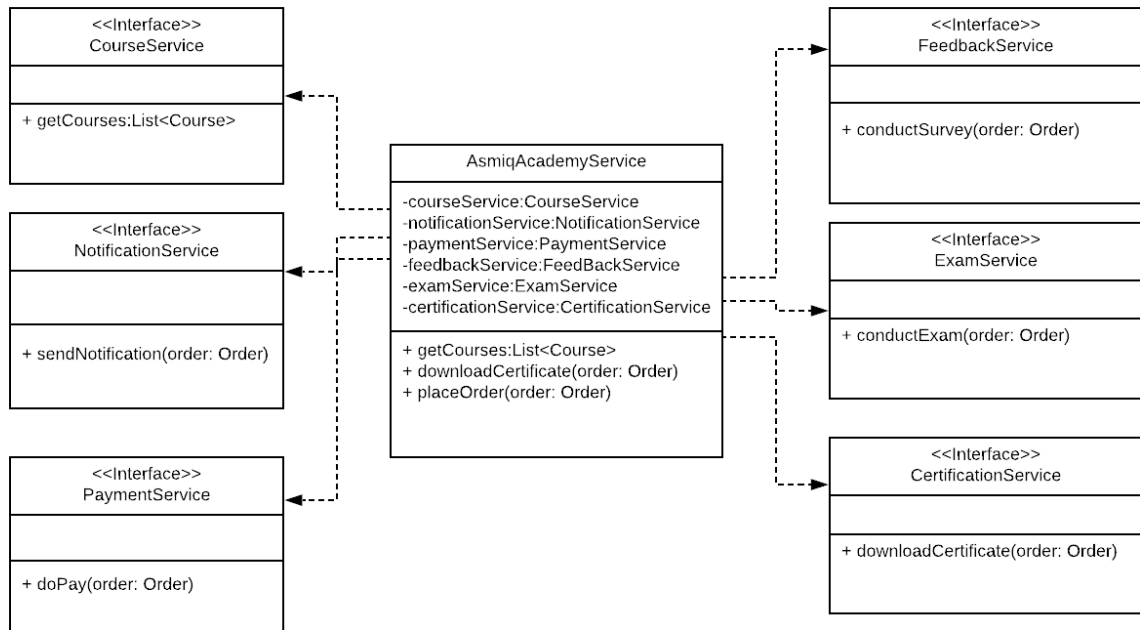 <<Interface>>
CourseService
+ getCourses:List<Course>
<<Interface>>
NotificationService
+ sendNotification(order: Order)
<<Interface>>
PaymentService
+ doPay(order: Order)
AsmiqAcademyService
-courseService:CourseService
-notificationService:NotificationService
-paymentService:PaymentService
-feedbackService:FeedBackService
-examService:ExamService
-certificationService:CertificationService
+ getCourses:List<Course>
+ downloadCertificate(order: Order)
+ placeOrder(order: Order)
<<Interface>>
FeedbackService
+ conductSurvey(order: Order)
<<Interface>>
ExamService
+ conductExam(order: Order)
<<Interface>>
CertificationService
+ downloadCertificate(order: Order)